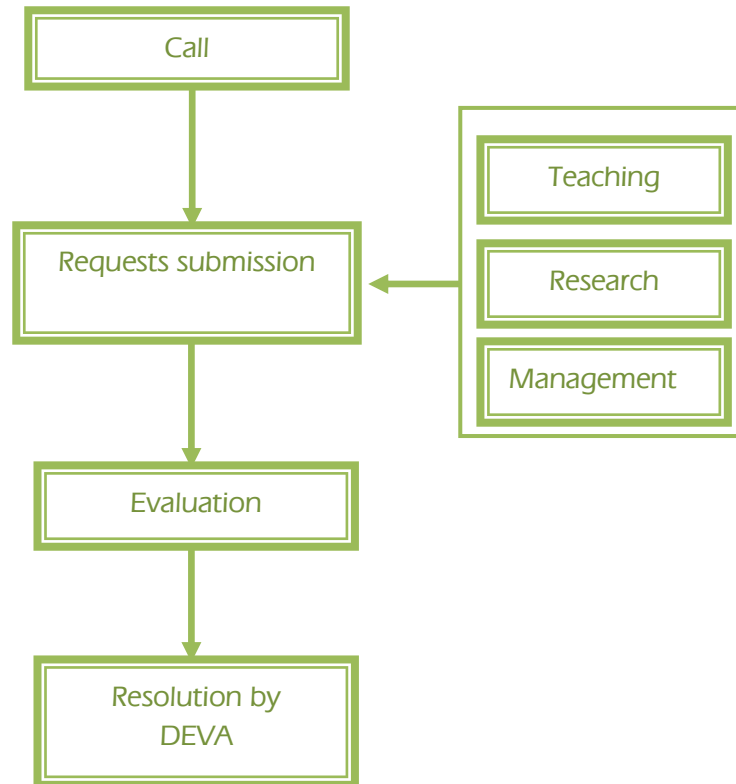 Call
Teaching
Requests submission
Research
Management
Evaluation
Resolution by
DEVA